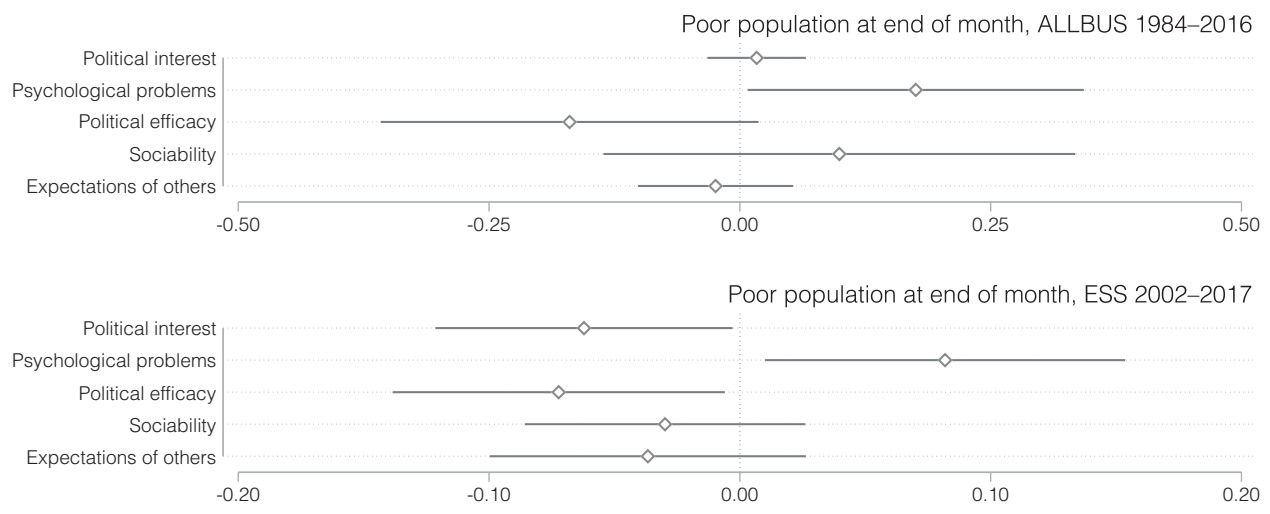 Poor population at end of month, ALLBUS 1984–2016
Political interest
Psychological problems
Political efficacy
Sociability
Expectations of others
-0.50 -0.25 0.00 0.25 0.50
Poor population at end of month, ESS 2002–2017
Political interest
Psychological problems
Political efficacy
Sociability
Expectations of others
-0.20 -0.10 0.00 0.10 0.20